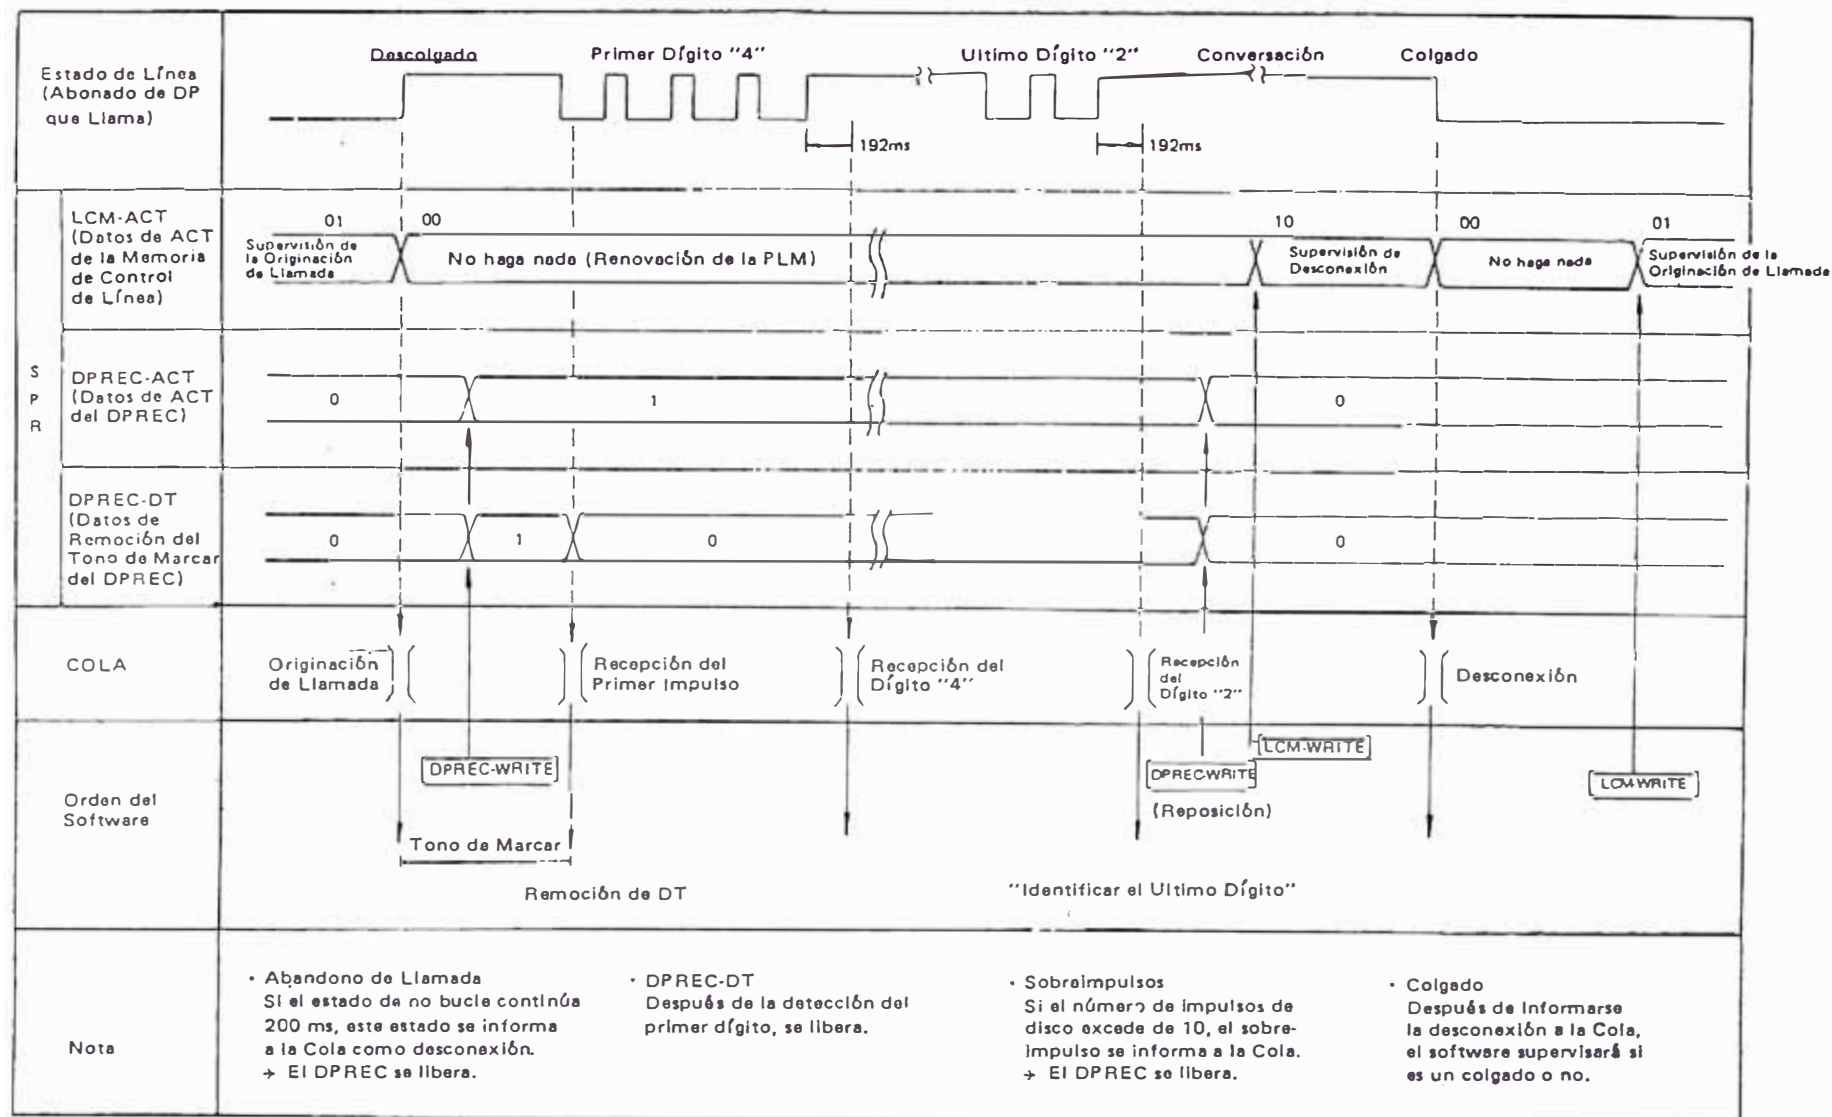 Estado de Línea
(Abonado de DP
que Llama)
Descolgado
Primer Dígito "4"
Ultimo Dígito "2"
Conversación
Colgado
192ms
192ms
S
P
R
LCM-ACT
(Datos de ACT
de la Memoria
de Control
de Línea)
01
00
10
00
01
Supervisión de
la Originación
de Llamada
No haga nada (Renovación de la PLM)
Supervisión de
Desconexión
No haga nada
Supervisión de la
Originación de Llamada
DPREC-ACT
(Datos de ACT
del DPREC)
0
1
0
DPREC-DT
(Datos de
Remoción del
Tono de Marcar
del DPREC)
0
1
0
0
COLA
Originación
de Llamada
Recepción del
Primer Impulso
Recepción del
Dígito "4"
Recepción
del
Dígito "2"
Desconexión
Orden del
Software
DPREC-WRITE
DPREC-WRITE
(Reposición)
LCM-WRITE
LCM-WRITE
Tono de Marcar
Remoción de DT
"Identificar el Ultimo Dígito"
Nota
· Abandono de Llamada
Si el estado de no bucle continúa
200 ms, este estado se informa
a la Cola como desconexión.
→ El DPREC se libera.
· DPREC-DT
Después de la detección del
primer dígito, se libera.
· Sobreimpulsos
Si el número de impulsos de
disco excede de 10, el sobre-
impulso se informa a la Cola.
→ El DPREC se libera.
· Colgado
Después de Informarse
la desconexión a la Cola,
el software supervisará si
es un colgado o no.